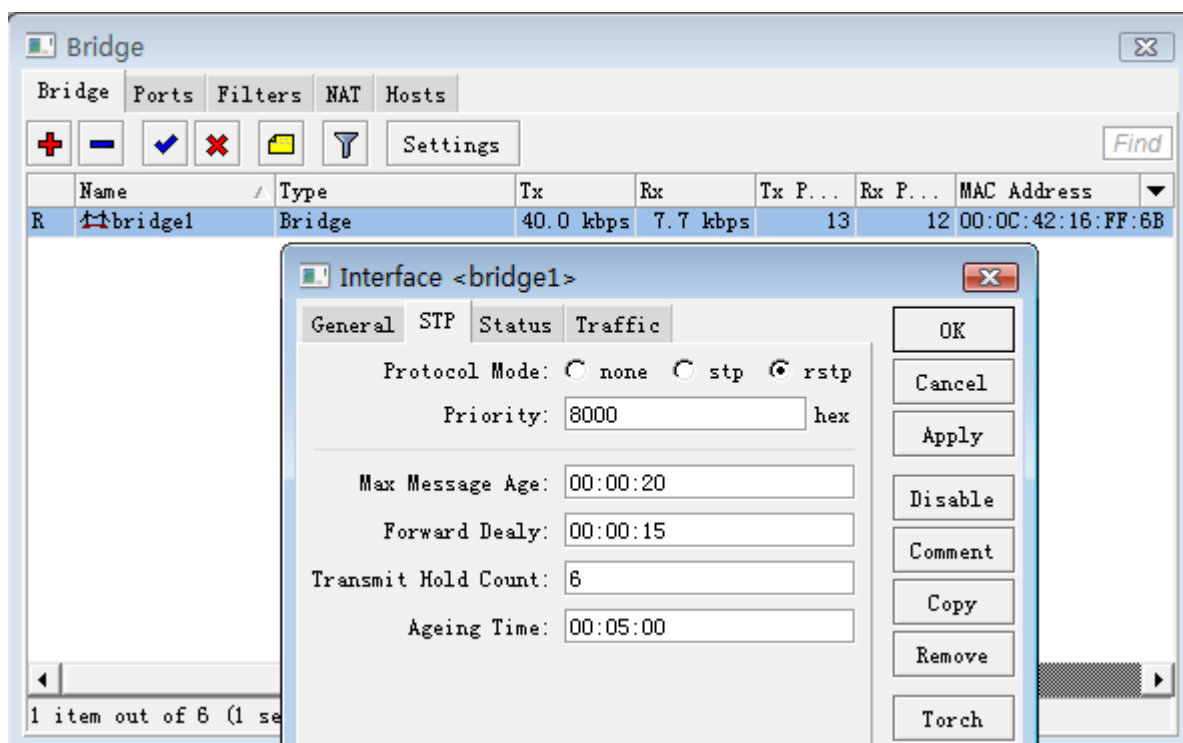 Bridge
Bridge Ports Filters NAT Hosts
Settings Find
Name Type Tx Rx Tx P... Rx P... MAC Address
R bridge1 Bridge 40.0 kbps 7.7 kbps 13 12 00:0C:42:16:FF:6B
Interface <bridge1>
General STP Status Traffic
OK
Protocol Mode: none stp rstp
Cancel
Priority: 8000 hex
Apply
Max Message Age: 00:00:20
Disable
Forward Dealy: 00:00:15
Comment
Transmit Hold Count: 6
Copy
Ageing Time: 00:05:00
Remove
1 item out of 6 (1 se
Torch